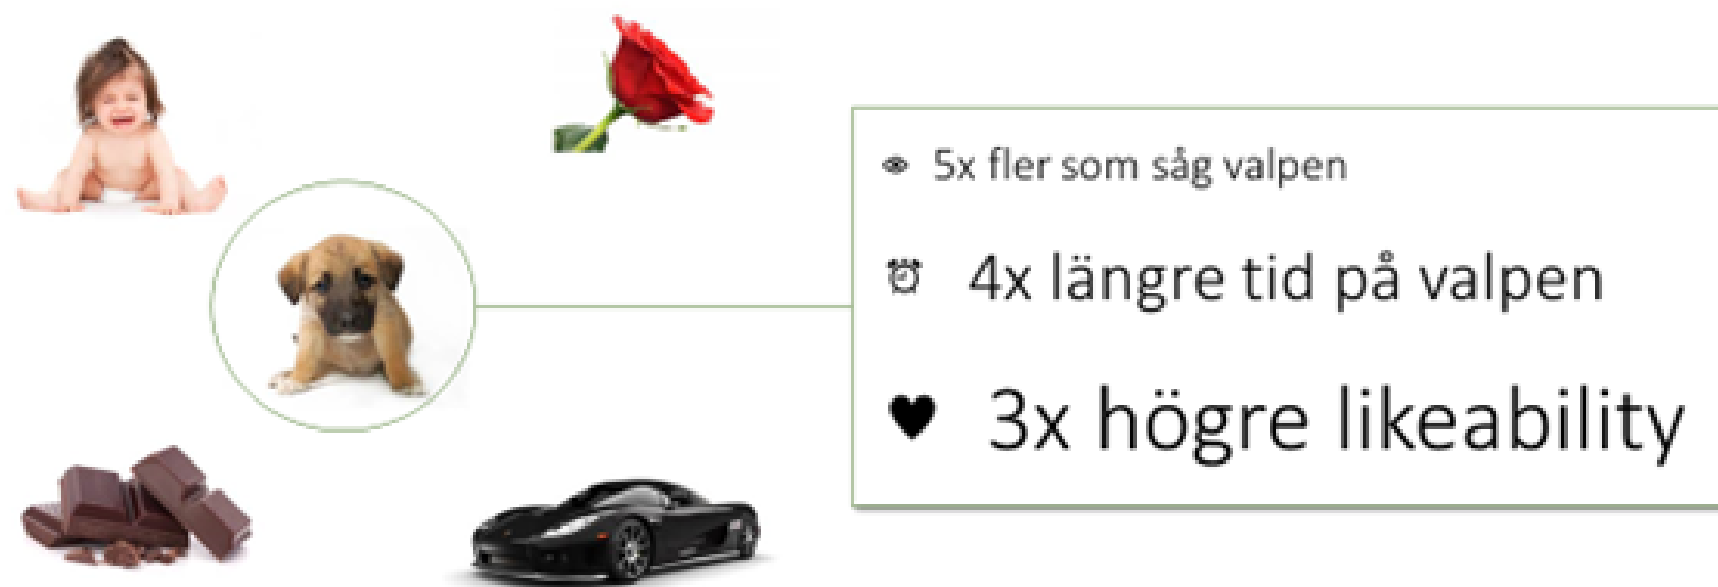 5x fler som såg valpen
4x längre tid på valpen
3x högre likeability